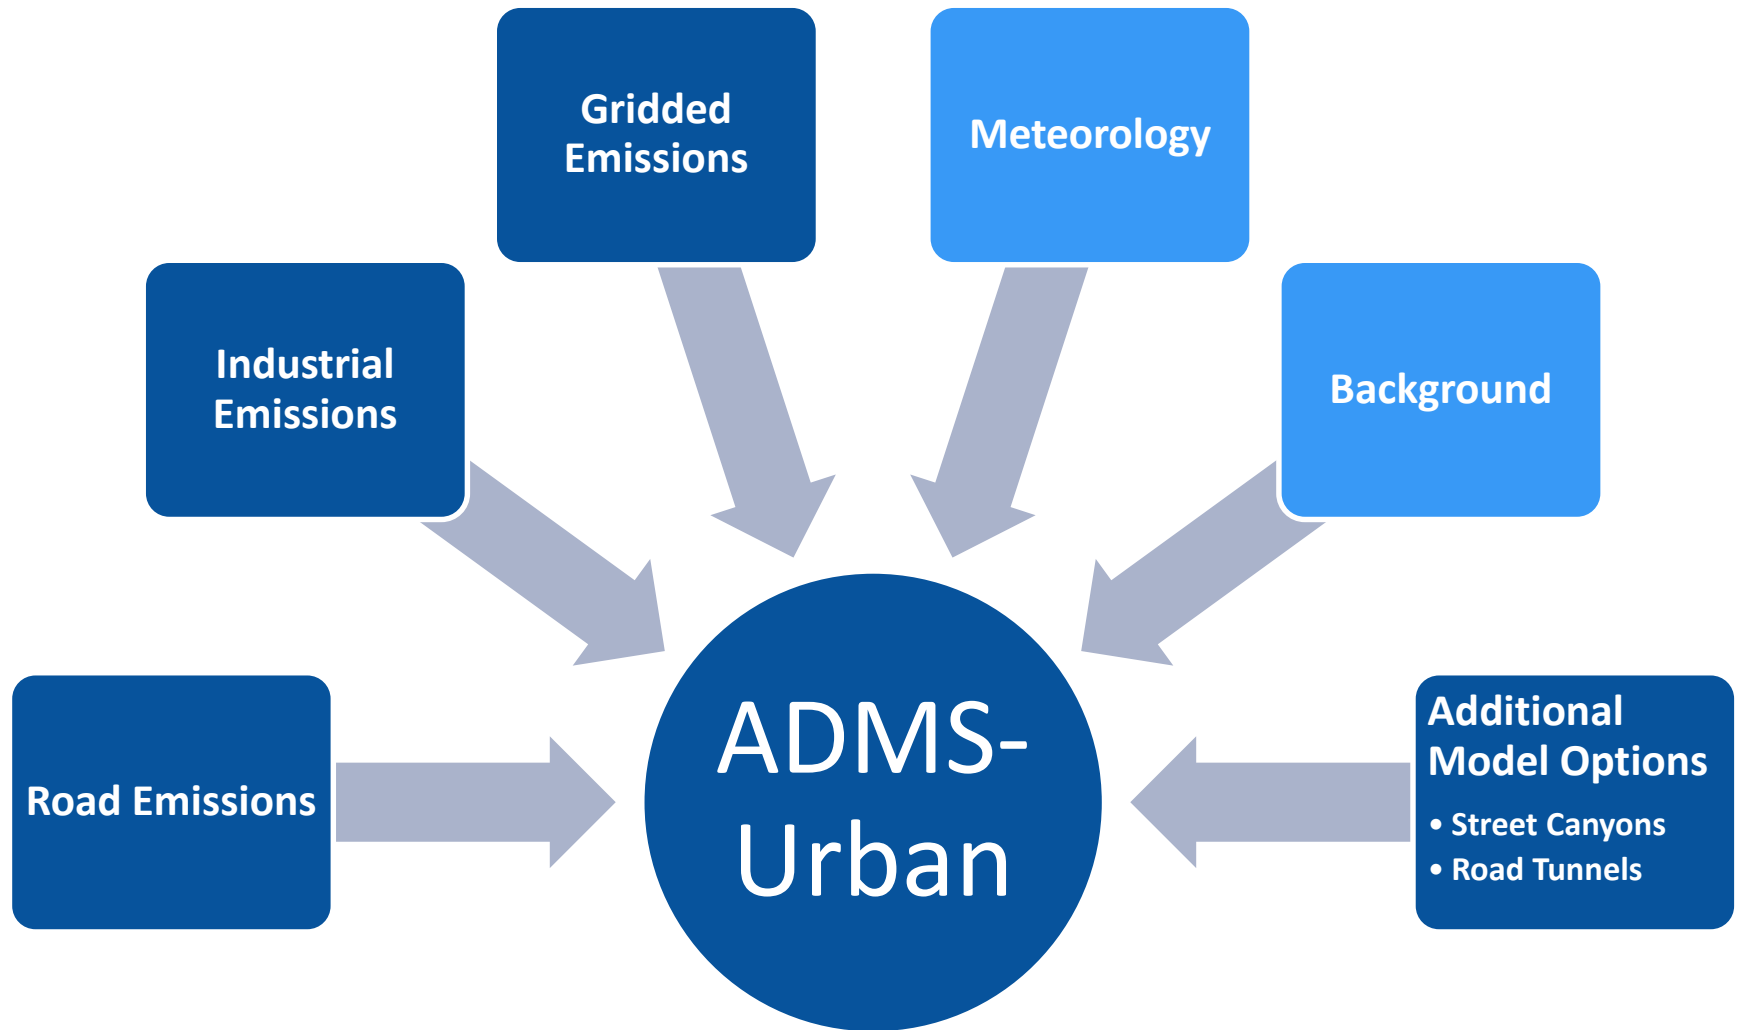 Gridded
Emissions
Meteorology
Industrial
Emissions
Background
Road Emissions
ADMS-
Urban
Additional
Model Options
• Street Canyons
• Road Tunnels